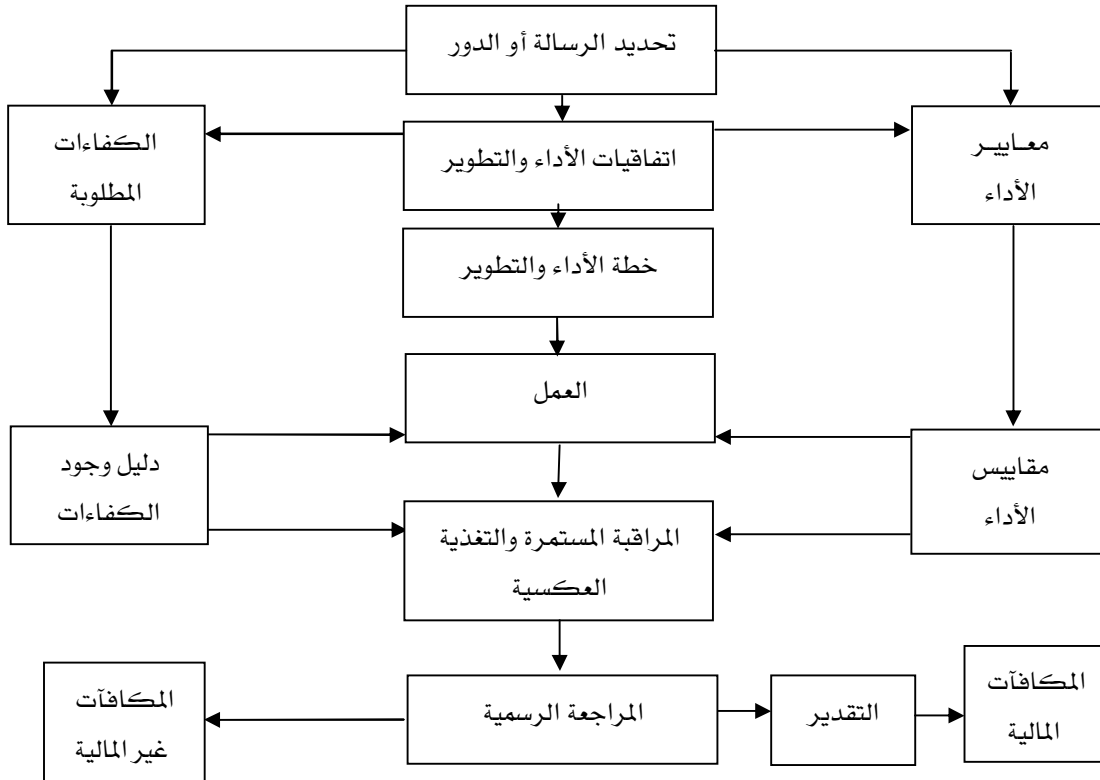 تحديد الرسالة أو الدور
معـاييـر
الأداء
اتفاقيات الأداء والتطوير
الكفاءات
المطلوبة
خطة الأداء والتطوير
العمل
مقاييس
الأداء
دليل وجود
الكفاءات
المراقبة المستمرة والتغذية
العكسية
المكافآت
المالية
التقدير
المراجعة الرسمية
المكافآت
غير المالية